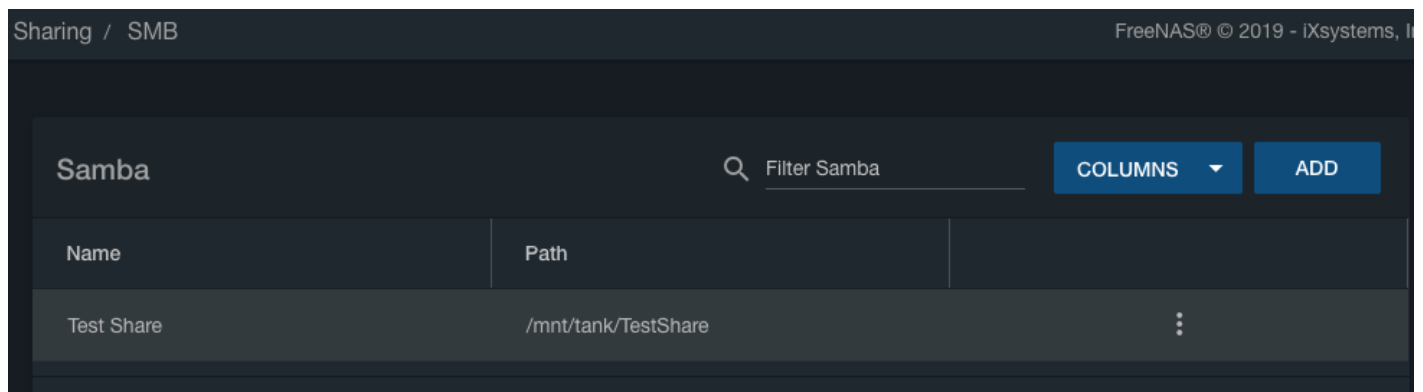 Sharing / SMB
FreeNAS® © 2019 - iXsystems,
Samba
Filter Samba
COLUMNS
ADD
Name
Path
Test Share
/mnt/tank/TestShare